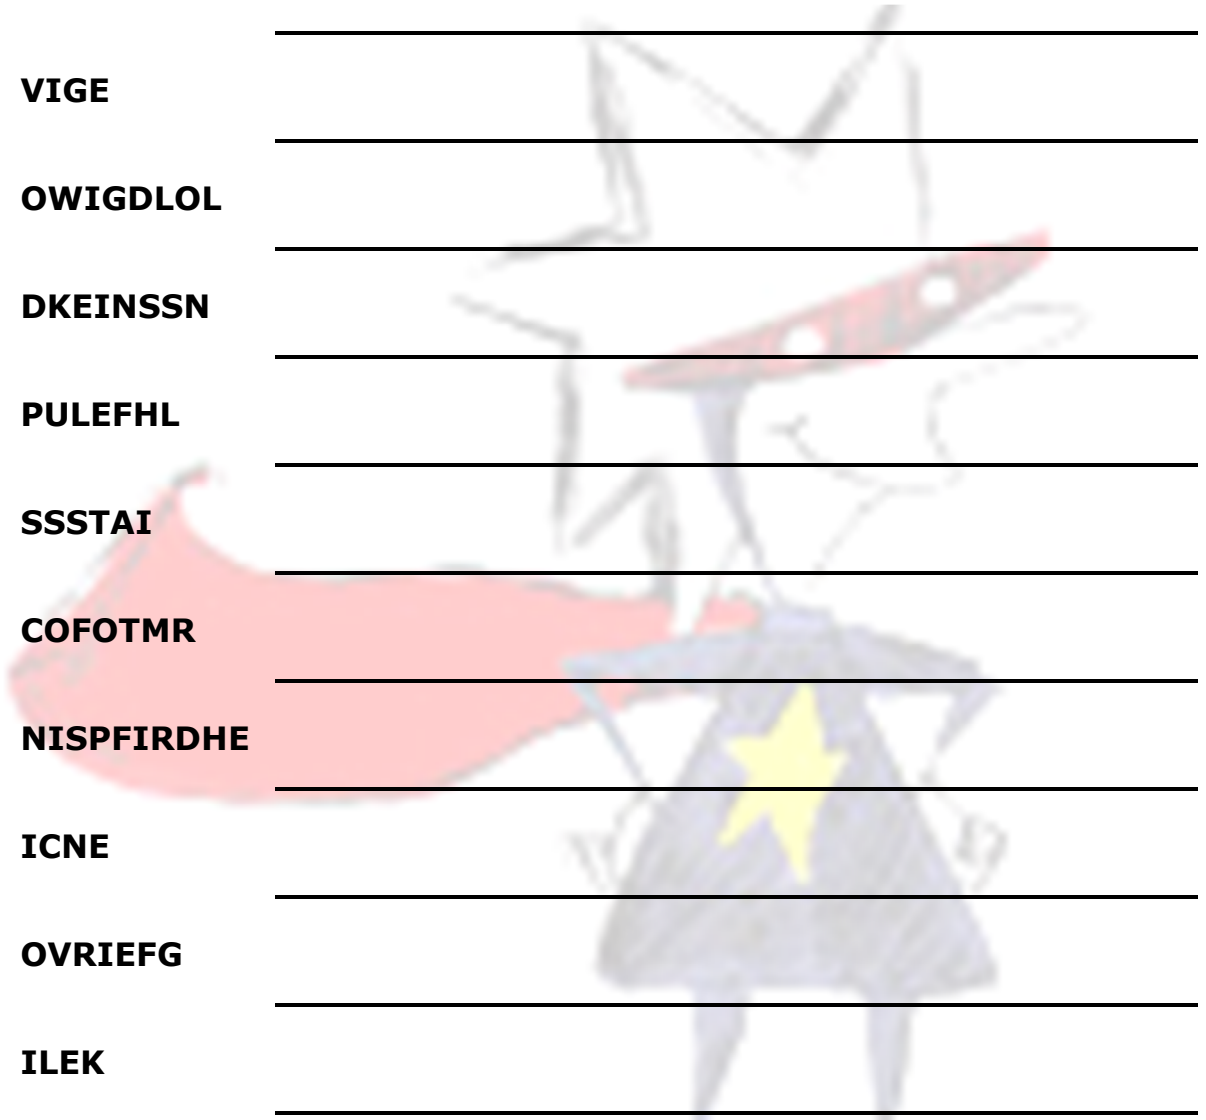 VIGE
OWIGDLOL
DKEINSSN
PULEFHL
SSSTAI
COFOTMR
NISPFIRDHE
ICNE
OVRIEFG
ILEK